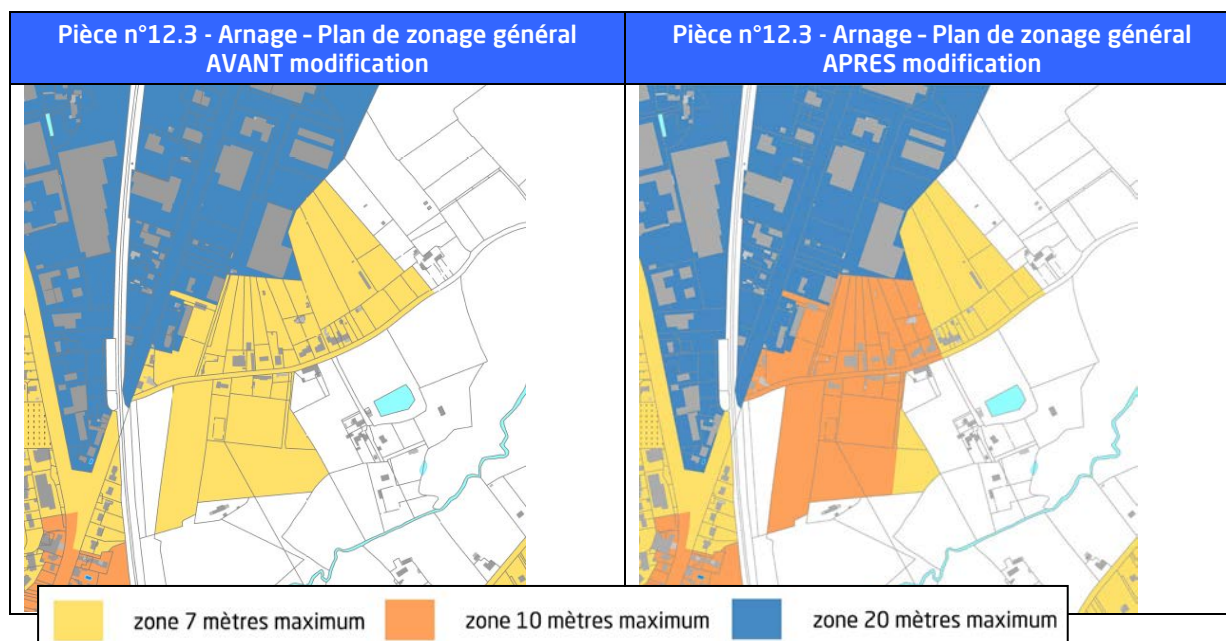 Pièce n°12.3 - Arnage – Plan de zonage général
AVANT modification
Pièce n°12.3 - Arnage – Plan de zonage général
APRES modification
zone 7 mètres maximum
zone 10 mètres maximum
zone 20 mètres maximum